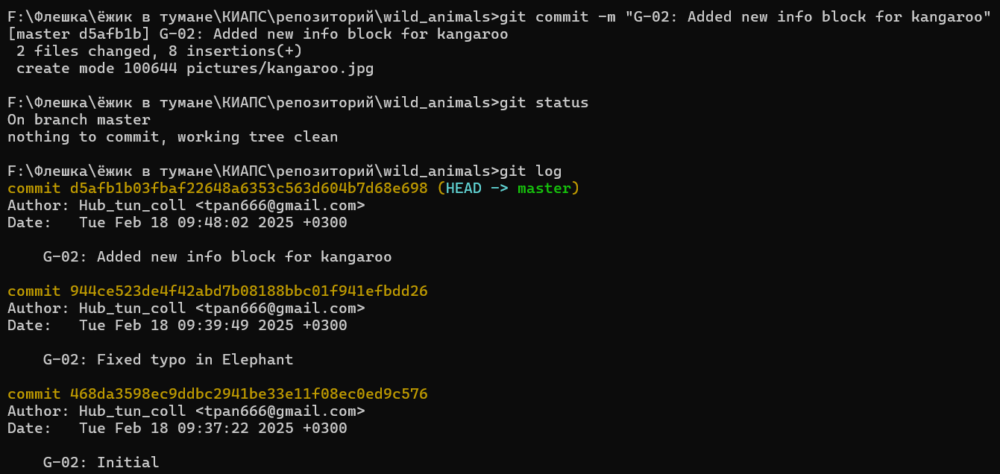 F:\Флешка\ёжик в тумане\КИАПС\репозиторий\wild_animals>git commit -m "G-02: Added new info block for kangaroo"
[master d5afb1b] G-02: Added new info block for kangaroo
 2 files changed, 8 insertions(+)
 create mode 100644 pictures/kangaroo.jpg
F:\Флешка\ёжик в тумане\КИАПС\репозиторий\wild_animals>git status
On branch master
nothing to commit, working tree clean
F:\Флешка\ёжик в тумане\КИАПС\репозиторий\wild_animals>git log
commit d5afb1b03fbaf22648a6353c563d604b7d68e698 (HEAD -> master)
Author: Hub_tun_coll <tpan666@gmail.com>
Date:   Tue Feb 18 09:48:02 2025 +0300
    G-02: Added new info block for kangaroo
commit 944ce523de4f42abd7b08188bbc01f941efbdd26
Author: Hub_tun_coll <tpan666@gmail.com>
Date:   Tue Feb 18 09:39:49 2025 +0300
    G-02: Fixed typo in Elephant
commit 468da3598ec9ddbc2941be33e11f08ec0ed9c576
Author: Hub_tun_coll <tpan666@gmail.com>
Date:   Tue Feb 18 09:37:22 2025 +0300
    G-02: Initial